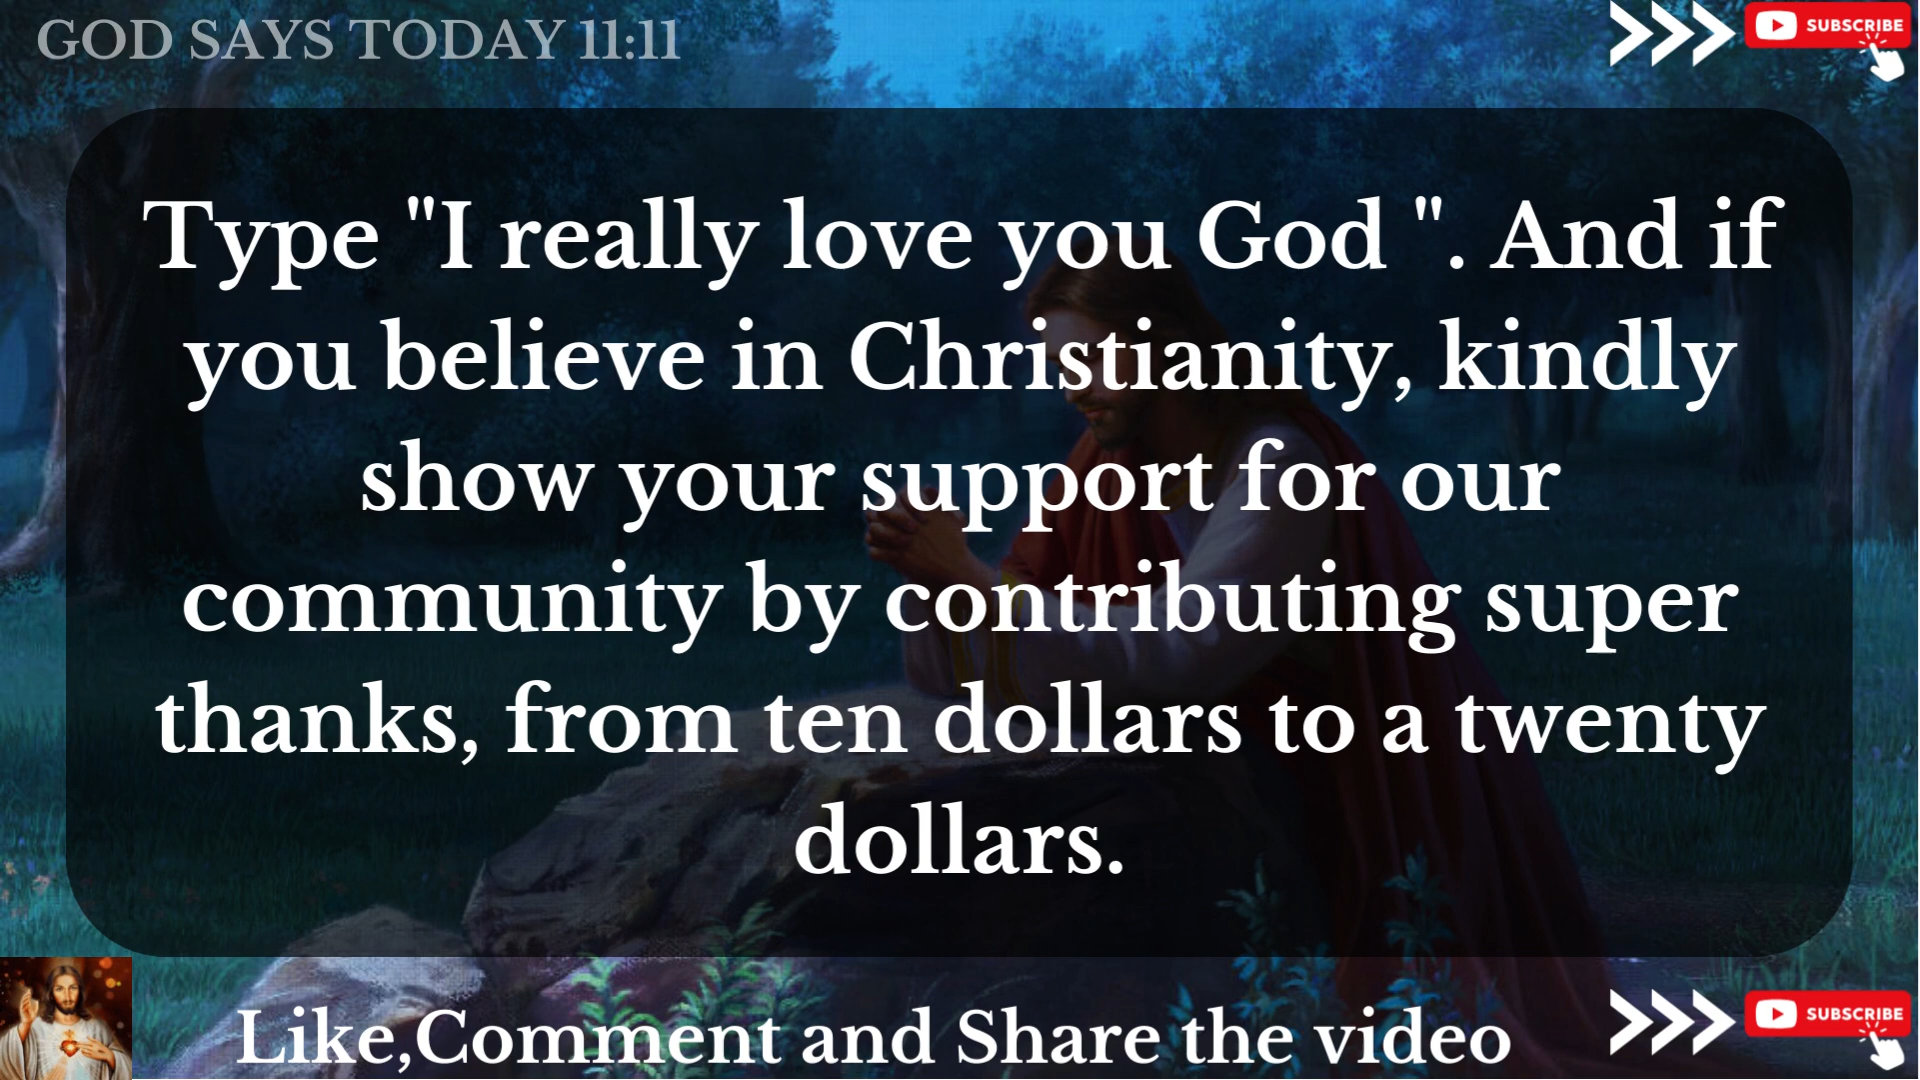 GOD SAYS TODAY 11:11
SUBSCRIBE
Type "I really love you God ". And if
you believe in Christianity, kindly
show your support for our
community by contributing super
thanks, from ten dollars to a twenty
dollars.
Like,Comment and Share the video
SUBSCRIBE